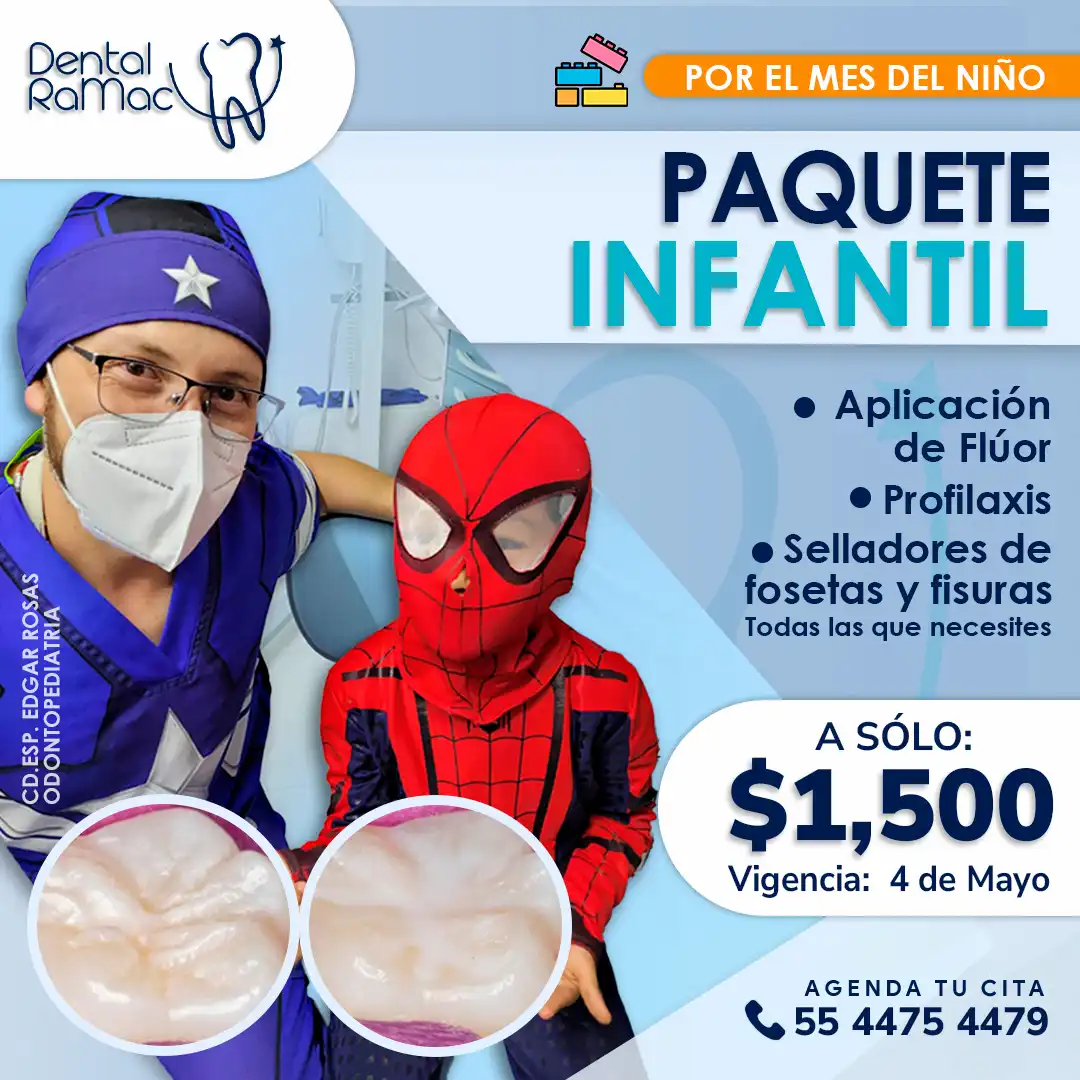 Dental
RaMac
POR EL MES DEL NIÑO
PAQUETE
INFANTIL
● Aplicación
de Flúor
● Profilaxis
● Selladores de
fosetas y fisuras
Todas las que necesites
CD.ESP. EDGAR ROSAS
ODONTOPEDIATRIA
A SÓLO:
$1,500
Vigencia: 4 de Mayo
AGENDA TU CITA
55 4475 4479